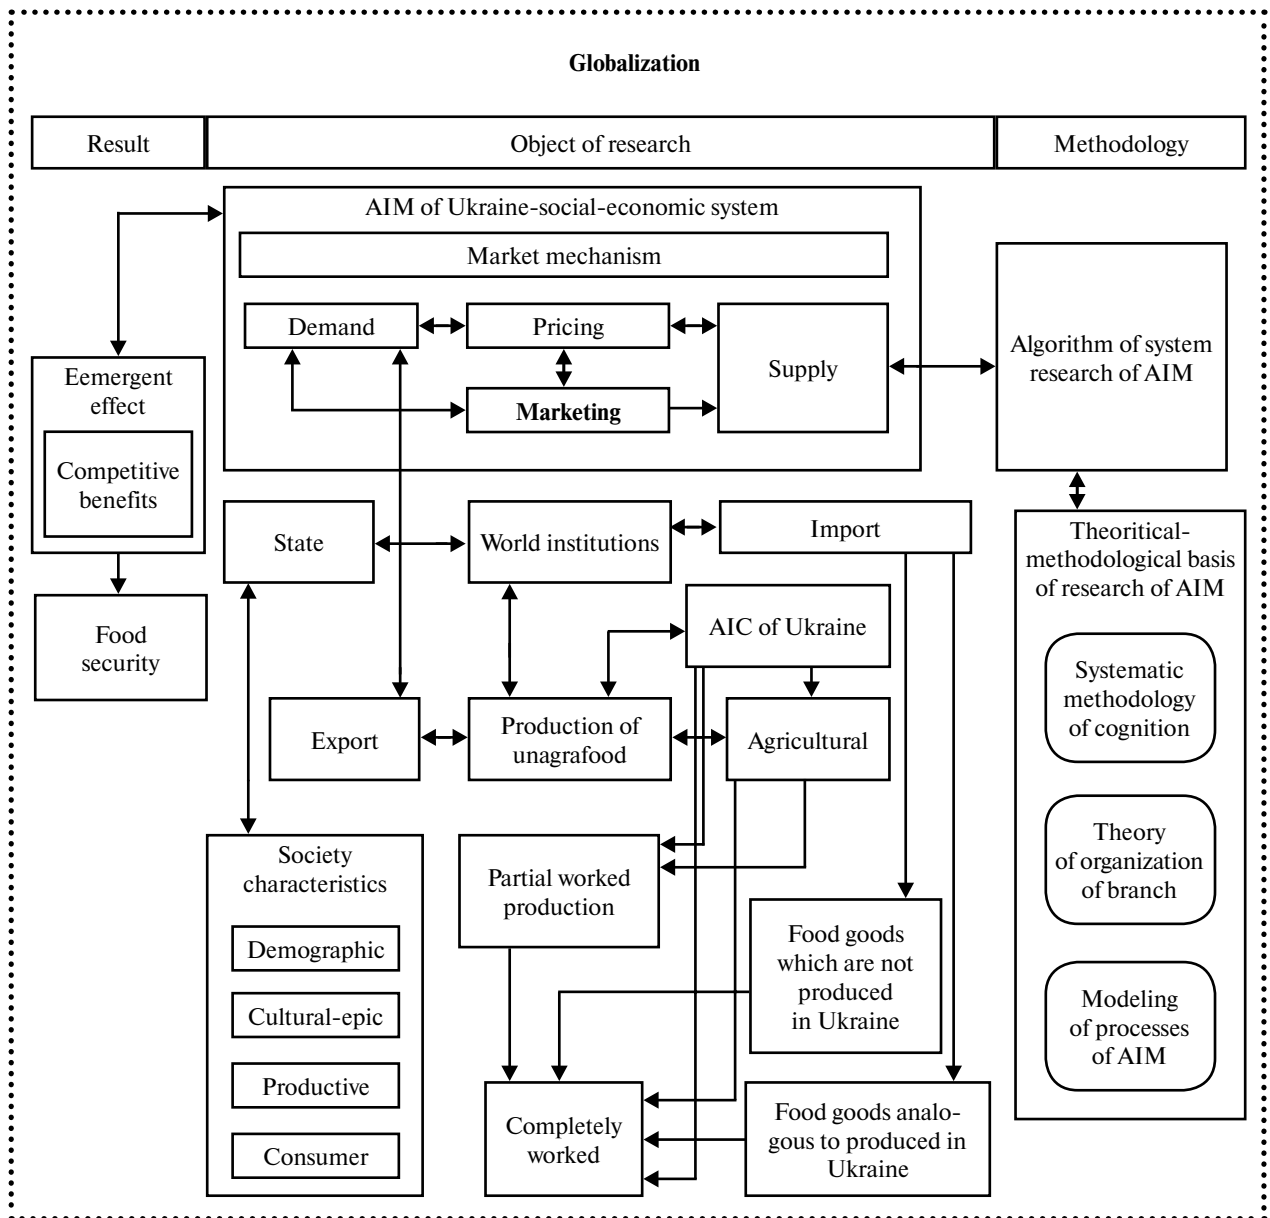 Globalization
Result
Object of research
Methodology
AIM of Ukraine-social-economic system
Market mechanism
Demand
Pricing
Supply
Marketing
Algorithm of system
research of AIM
Eemergent
effect
Competitive
benefits
Food
security
State
World institutions
Import
AIC of Ukraine
Export
Production of
unagrafood
Agricultural
Theoritical-
methodological basis
of research of AIM
Systematic
methodology
of cognition
Theory
of organization
of branch
Modeling
of processes
of AIM
Society
characteristics
Demographic
Cultural-epic
Productive
Consumer
Partial worked
production
Food goods
which are not
produced
in Ukraine
Completely
worked
Food goods analo-
gous to produced in
Ukraine